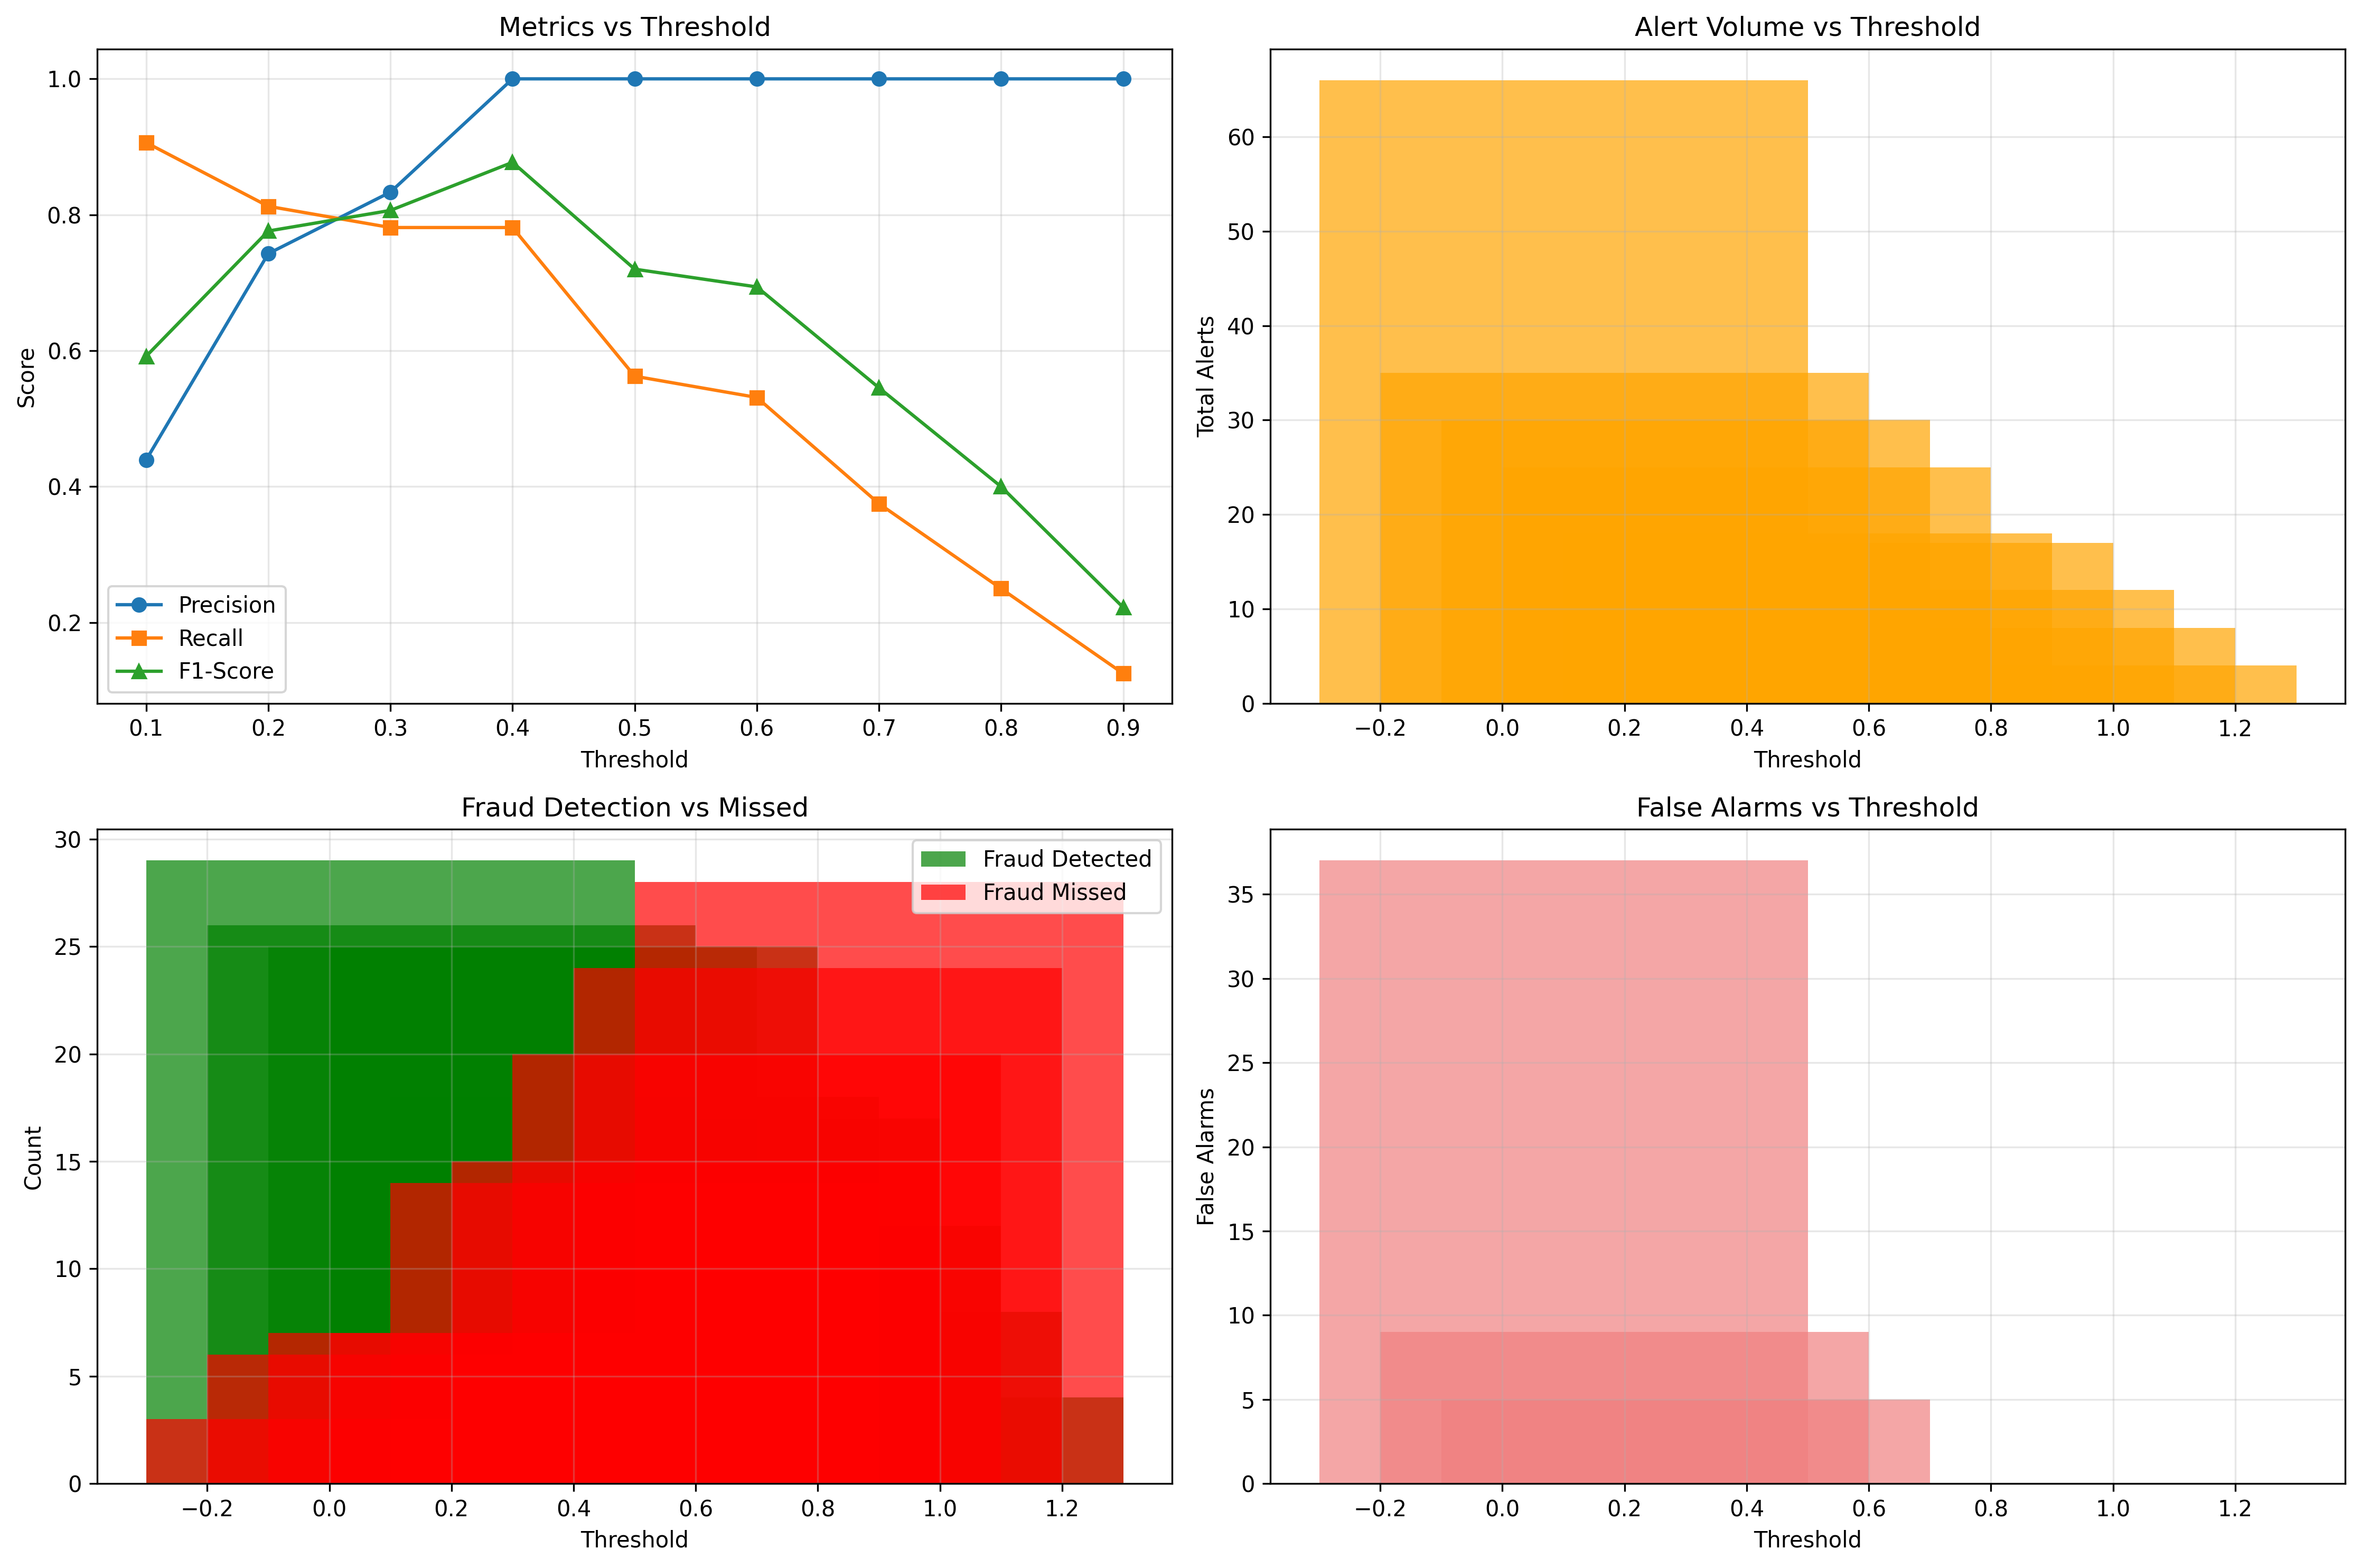 Metrics vs Threshold
1.0
0.8
0.6
0.4
0.2
Score
Precision
Recall
F1-Score
0.1 0.2 0.3 0.4 0.5 0.6 0.7 0.8 0.9
Threshold
Alert Volume vs Threshold
60
50
40
30
20
10
0
Total Alerts
−0.2 0.0 0.2 0.4 0.6 0.8 1.0 1.2
Threshold
Fraud Detection vs Missed
30
25
20
15
10
5
0
Count
Fraud Detected
Fraud Missed
−0.2 0.0 0.2 0.4 0.6 0.8 1.0 1.2
Threshold
False Alarms vs Threshold
35
30
25
20
15
10
5
0
False Alarms
−0.2 0.0 0.2 0.4 0.6 0.8 1.0 1.2
Threshold